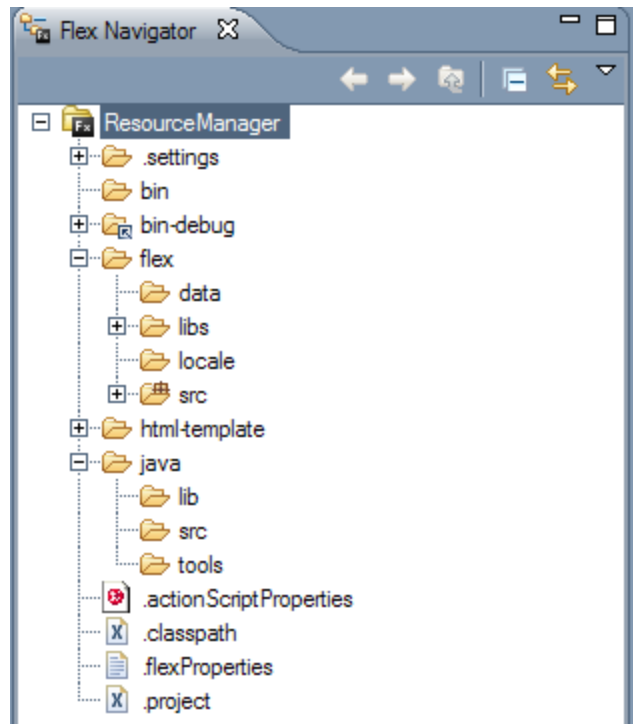 Flex Navigator
ResourceManager
.settings
bin
bin-debug
flex
data
libs
locale
src
html-template
java
lib
src
tools
.actionScriptProperties
.classpath
.flexProperties
.project